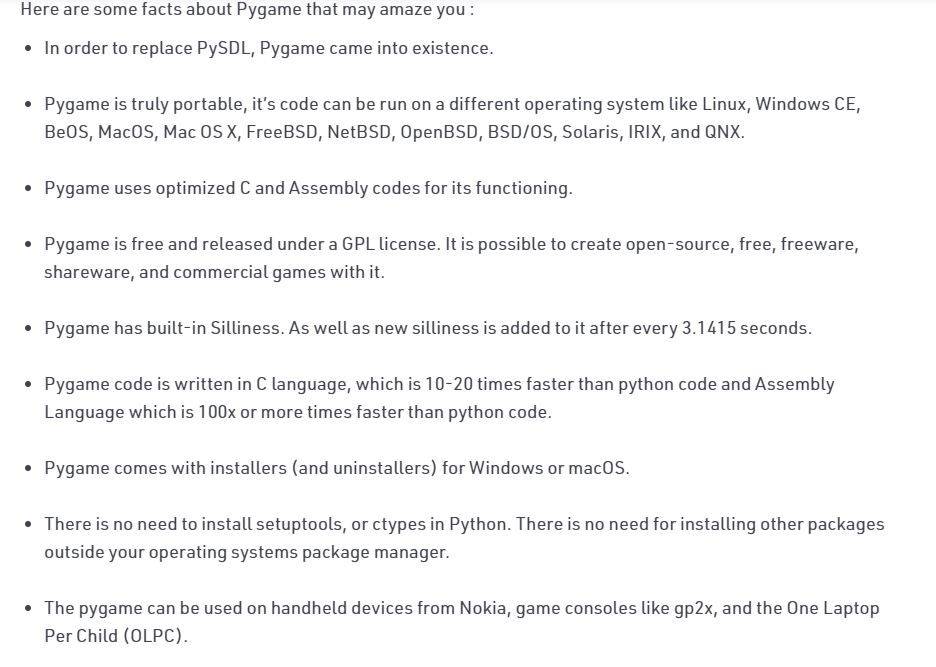 Here are some facts about Pygame that may amaze you :
• In order to replace PySDL, Pygame came into existence.
• Pygame is truly portable, it’s code can be run on a different operating system like Linux, Windows CE,
BeOS, MacOS, Mac OS X, FreeBSD, NetBSD, OpenBSD, BSD/OS, Solaris, IRIX, and QNX.
• Pygame uses optimized C and Assembly codes for its functioning.
• Pygame is free and released under a GPL license. It is possible to create open-source, free, freeware,
shareware, and commercial games with it.
• Pygame has built-in Silliness. As well as new silliness is added to it after every 3.1415 seconds.
• Pygame code is written in C language, which is 10-20 times faster than python code and Assembly
Language which is 100x or more times faster than python code.
• Pygame comes with installers (and uninstallers) for Windows or macOS.
• There is no need to install setuptools, or ctypes in Python. There is no need for installing other packages
outside your operating systems package manager.
• The pygame can be used on handheld devices from Nokia, game consoles like gp2x, and the One Laptop
Per Child (OLPC).